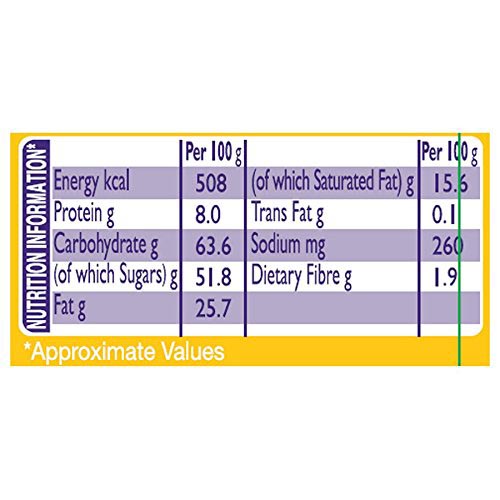 NUTRITION INFORMATION*
Per 100 g Per 100 g
Energy kcal 508 (of which Saturated Fat) g 15.6
Protein g 8.0 Trans Fat g 0.1
Carbohydrate g 63.6 Sodium mg 260
(of which Sugars) g 51.8 Dietary Fibre g 1.9
Fat g 25.7
*Approximate Values